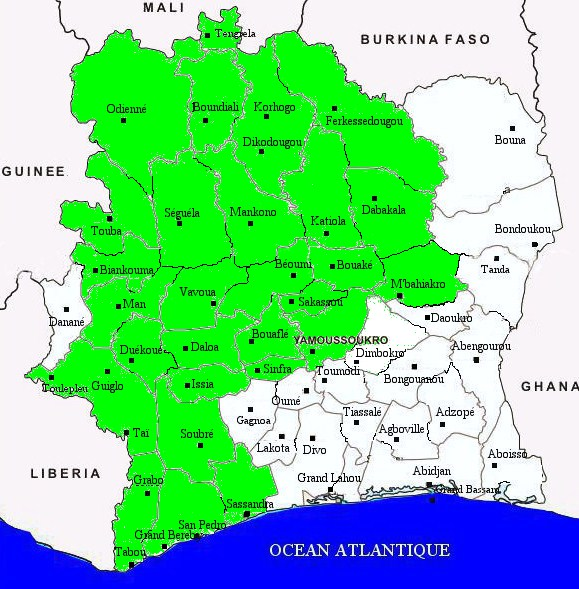 MALI
Tengrela
BURKINA FASO
Odienné
Boundiali
Korhogo
Ferkessedougou
Dikodougou
Bouna
GUINEE
Séguéla
Mankono
Dabakala
Touba
Katiola
Bondoukou
Biankouma
Béoumi
Bouaké
Tanda
M'bahiakro
Vavoua
Sakassou
Man
Danané
Daoukro
Bouaflé
YAMOUSSOUKRO
Duekoué
Daloa
Dimbokro
Abengourou
Sinfra
Toumodi
Bongouanou
Toulepleu
Guiglo
Issia
GHANA
Oumé
Gagnoa
Tiassalé
Adzopé
Taï
Soubré
Agboville
Lakota
Divo
Aboisso
LIBERIA
Grabo
Grand Lahou
Abidjan
Grand Bassam
Sassandra
San Pedro
Grand Bereby
Tabou
OCEAN ATLANTIQUE